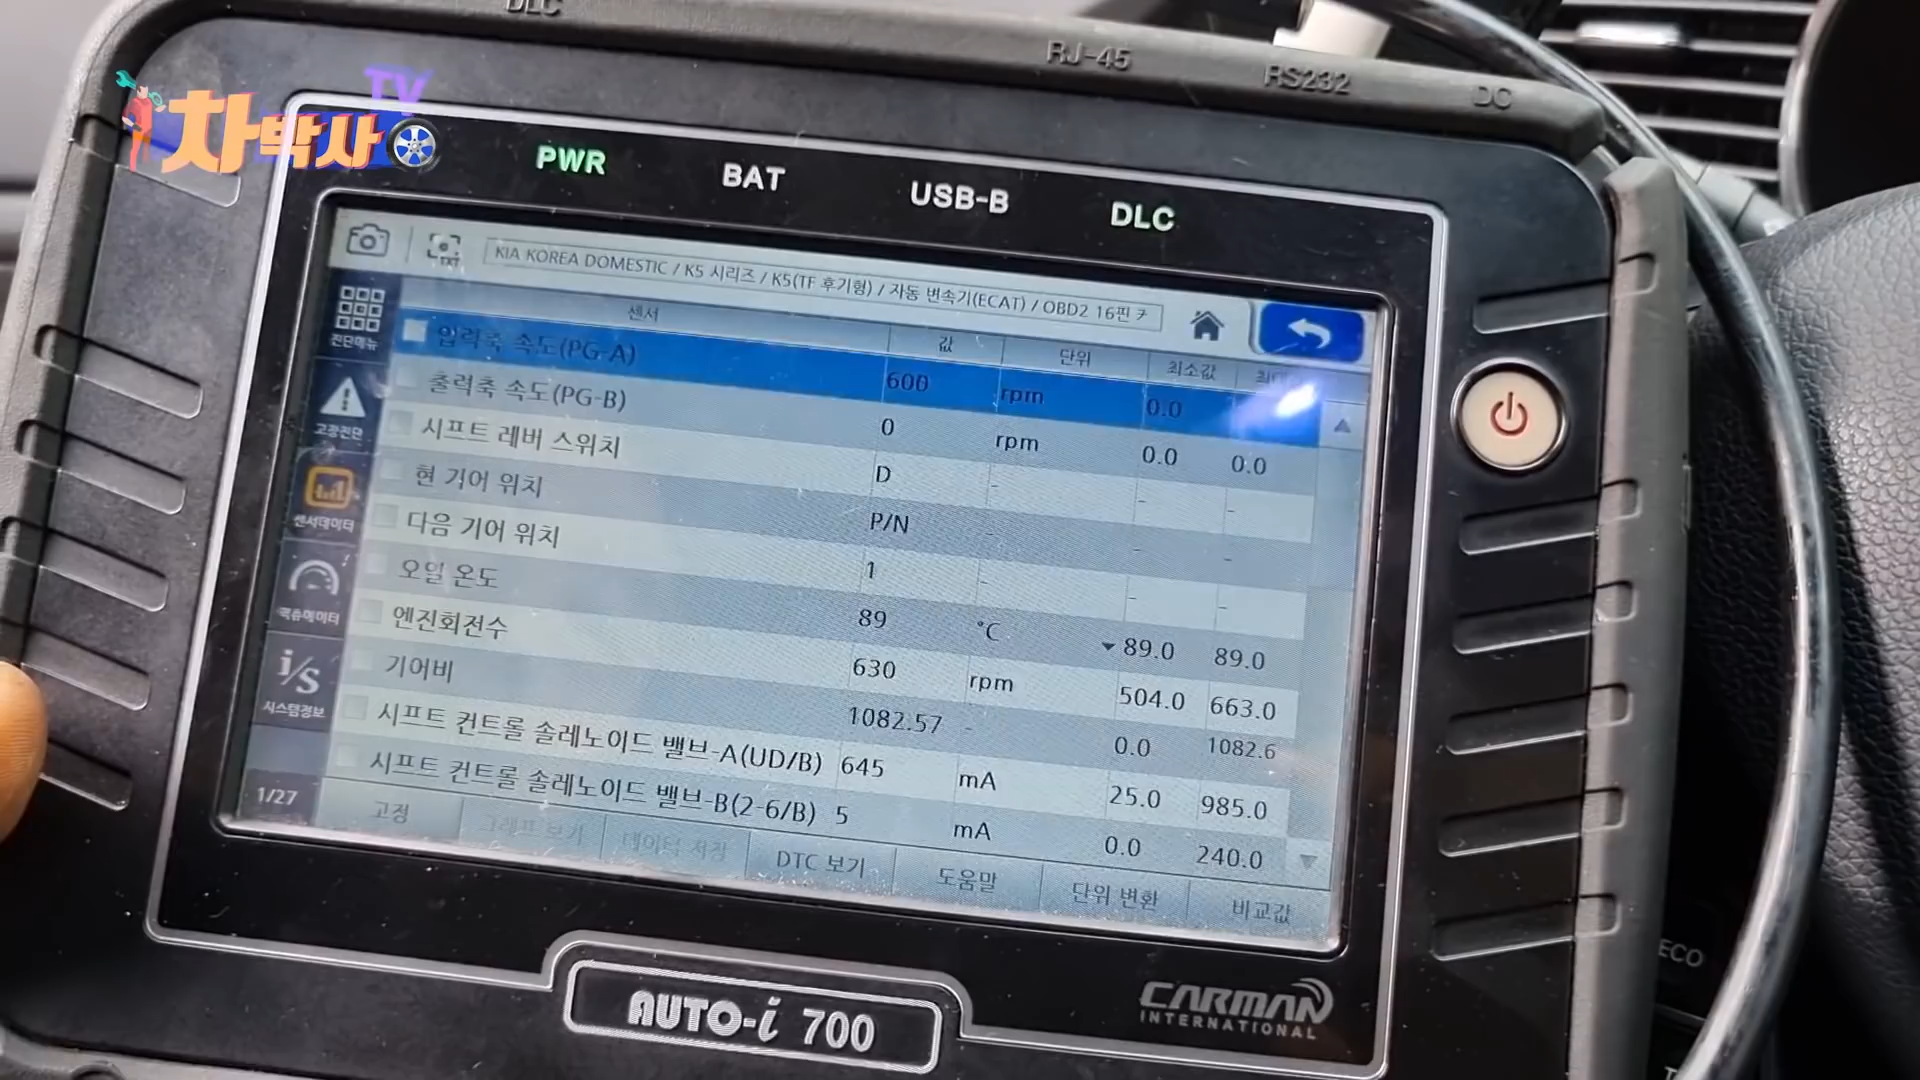 DLC
RJ-45
RS232
DC
차박사
TV
PWR
BAT
USB-B
DLC
TXT
KIA KOREA DOMESTIC / K5 시리즈 / K5(TF 후기형) / 자동 변속기(ECAT) / OBD2 16핀 ㅋ
센서 값 단위 최소값
입력축 속도(PG-A) 600 rpm 0.0
출력축 속도(PG-B) 0 rpm 0.0 0.0
시프트 레버 스위치 D - - -
현 기어 위치 P/N - - -
다음 기어 위치 1 - - -
오일 온도 89 °C 89.0 89.0
엔진회전수 630 rpm 504.0 663.0
기어비 1082.57 - 0.0 1082.6
시프트 컨트롤 솔레노이드 밸브-A(UD/B) 645 mA 25.0 985.0
시프트 컨트롤 솔레노이드 밸브-B(2-6/B) 5 mA 0.0 240.0
진단메뉴
고장진단
센서데이터
i/s
시스템정보
1/27
고정 그래프 보기 데이터 저장 DTC 보기 도움말 단위 변환 비교값
AUTO-i 700
CARMAN
INTERNATIONAL
ECO